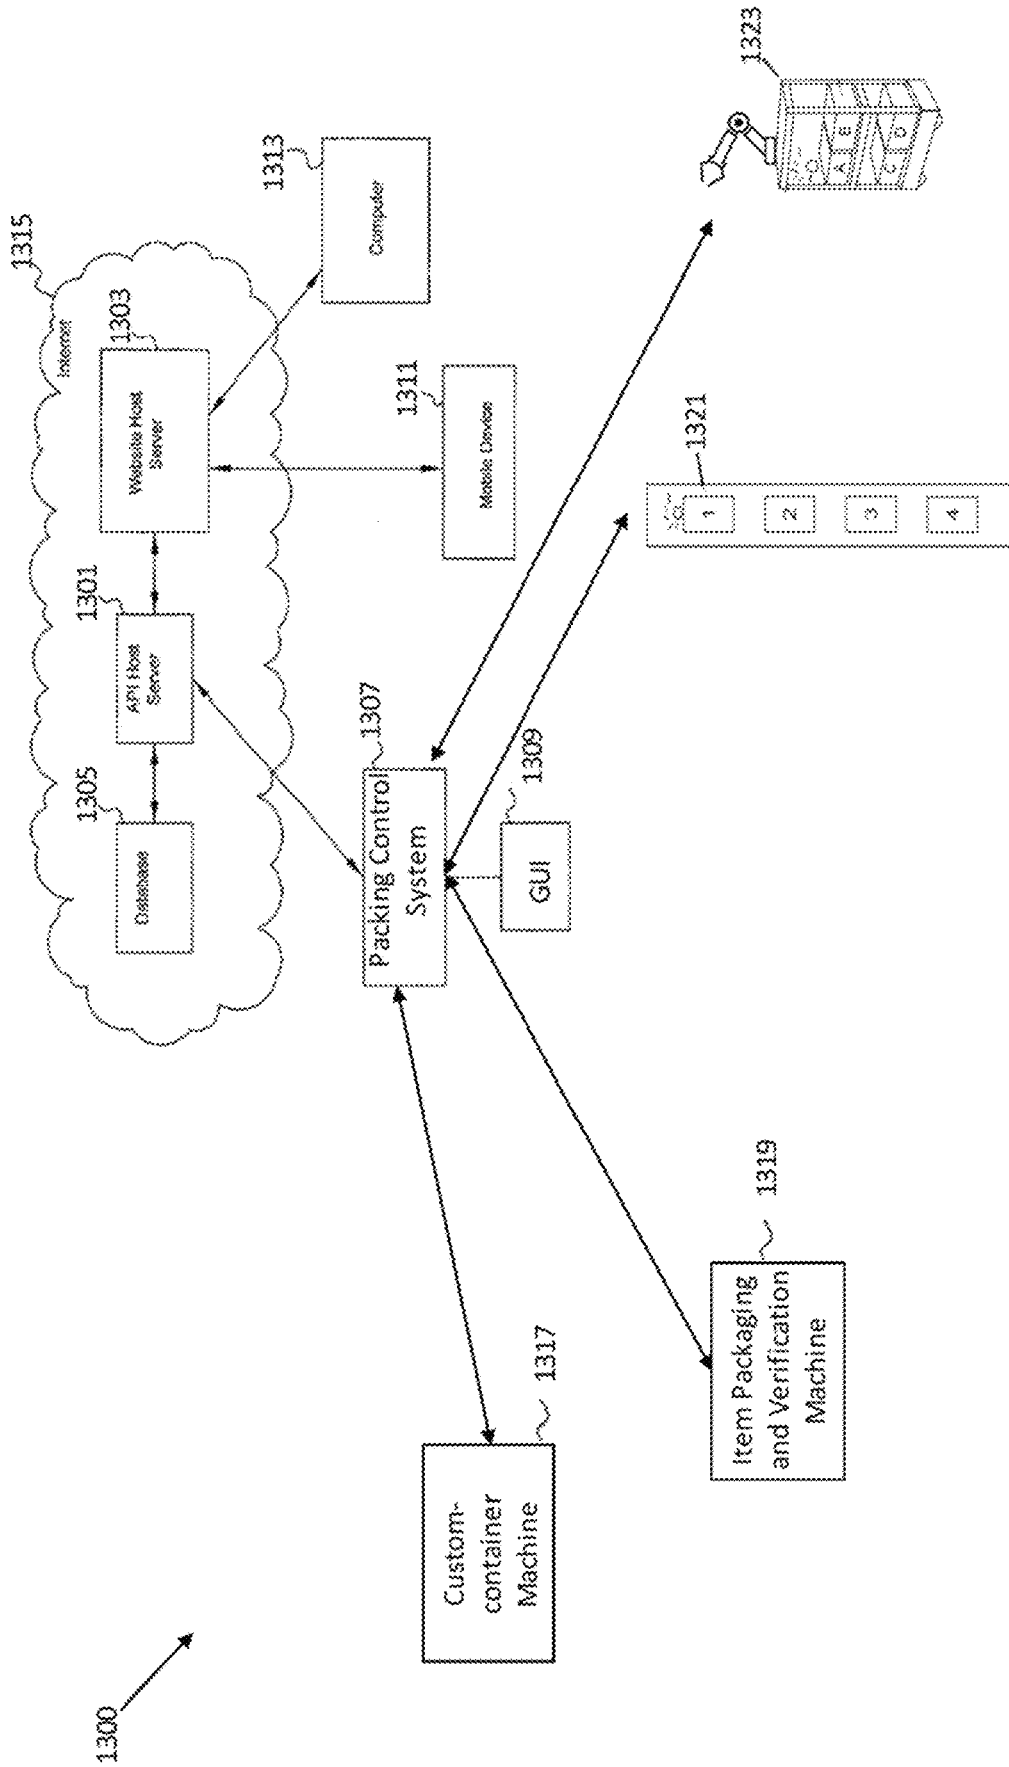 1300
1315
Internet
1305
Database
1301
API Host
Server
1303
Website Host
Server
1313
Computer
1311
Mobile Device
1307
Packing Control
System
1309
GUI
1317
Custom-
container
Machine
1319
Item Packaging
and Verification
Machine
1321
1
2
3
4
1323
A
E
C
D